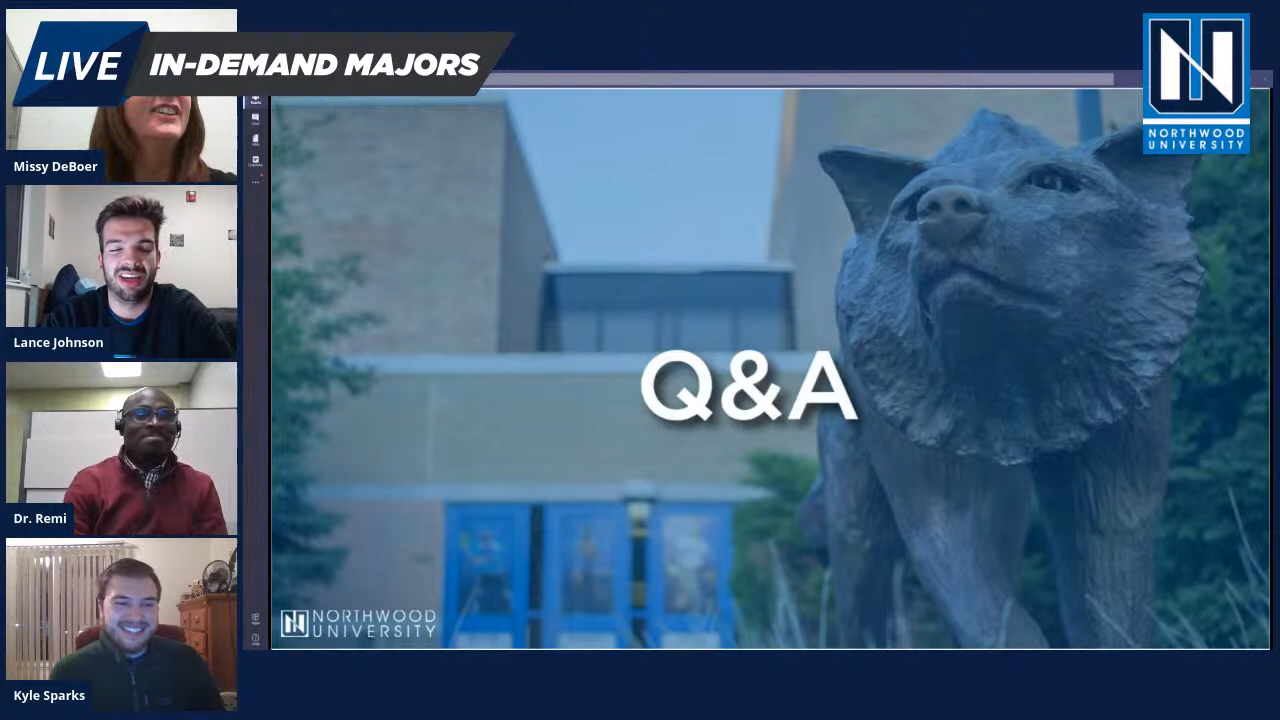 LIVE
IN-DEMAND MAJORS
Missy DeBoer
Lance Johnson
Dr. Remi
Kyle Sparks
Q&A
NORTHWOOD
UNIVERSITY
NORTHWOOD
UNIVERSITY